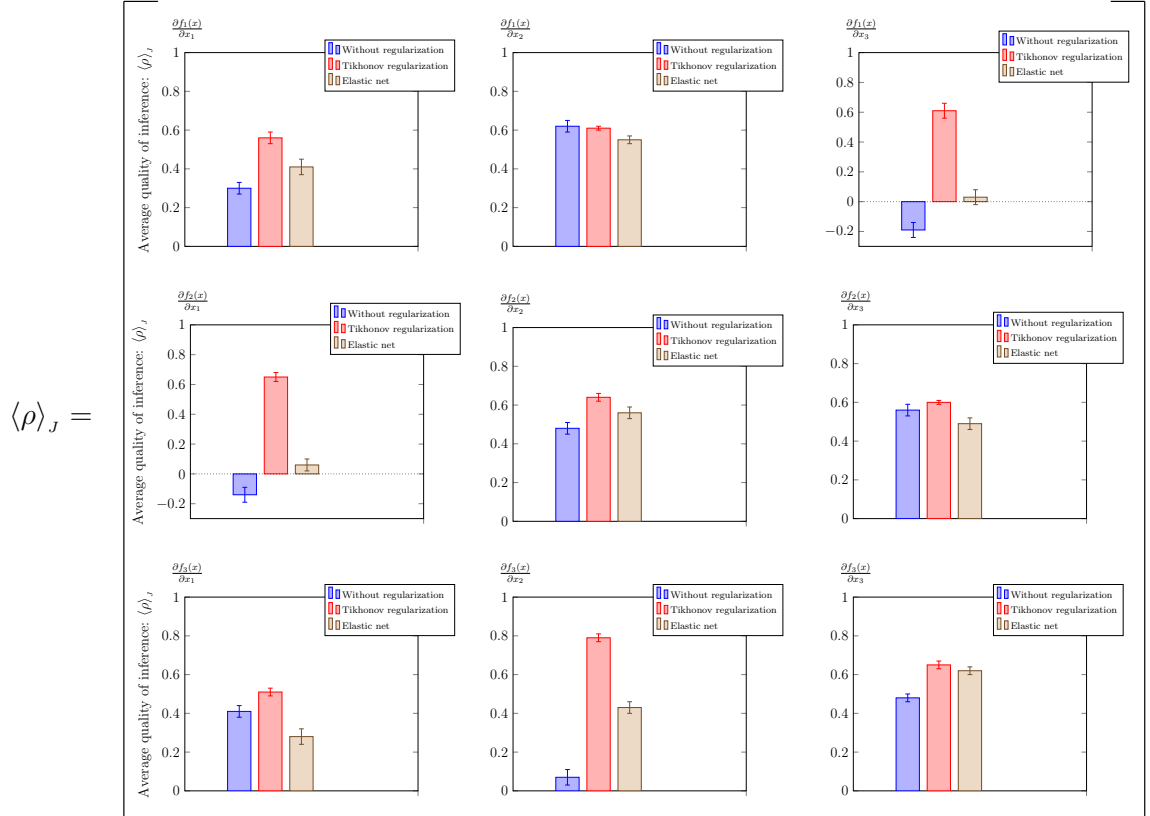 ⟨ρ⟩_J =
∂f₁(x)/∂x₁
Average quality of inference: ⟨ρ⟩_J
1
0.8
0.6
0.4
0.2
0
Without regularization
Tikhonov regularization
Elastic net
∂f₁(x)/∂x₂
1
0.8
0.6
0.4
0.2
0
Without regularization
Tikhonov regularization
Elastic net
∂f₁(x)/∂x₃
1
0.8
0.6
0.4
0.2
0
−0.2
Without regularization
Tikhonov regularization
Elastic net
∂f₂(x)/∂x₁
Average quality of inference: ⟨ρ⟩_J
1
0.8
0.6
0.4
0.2
0
−0.2
Without regularization
Tikhonov regularization
Elastic net
∂f₂(x)/∂x₂
1
0.8
0.6
0.4
0.2
0
Without regularization
Tikhonov regularization
Elastic net
∂f₂(x)/∂x₃
1
0.8
0.6
0.4
0.2
0
Without regularization
Tikhonov regularization
Elastic net
∂f₃(x)/∂x₁
Average quality of inference: ⟨ρ⟩_J
1
0.8
0.6
0.4
0.2
0
Without regularization
Tikhonov regularization
Elastic net
∂f₃(x)/∂x₂
1
0.8
0.6
0.4
0.2
0
Without regularization
Tikhonov regularization
Elastic net
∂f₃(x)/∂x₃
1
0.8
0.6
0.4
0.2
0
Without regularization
Tikhonov regularization
Elastic net